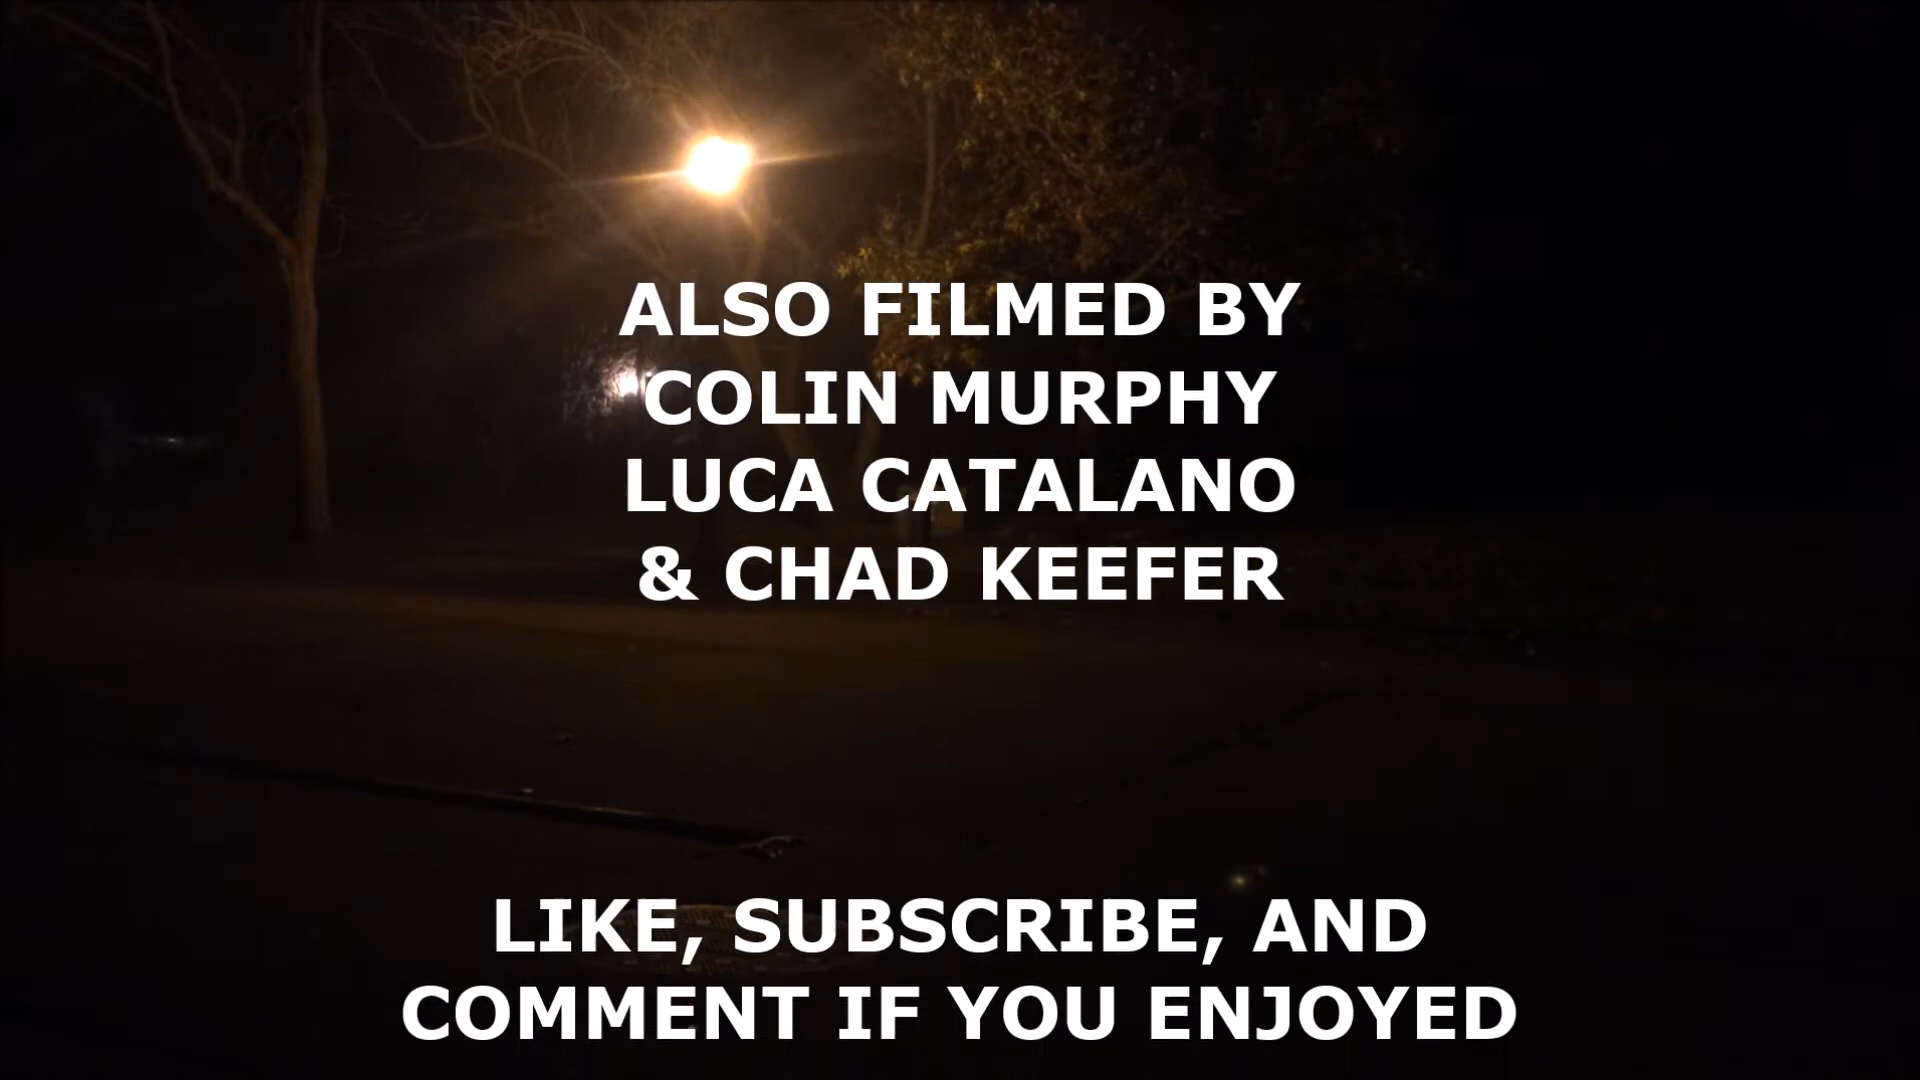 ALSO FILMED BY
COLIN MURPHY
LUCA CATALANO
& CHAD KEEFER
LIKE, SUBSCRIBE, AND
COMMENT IF YOU ENJOYED